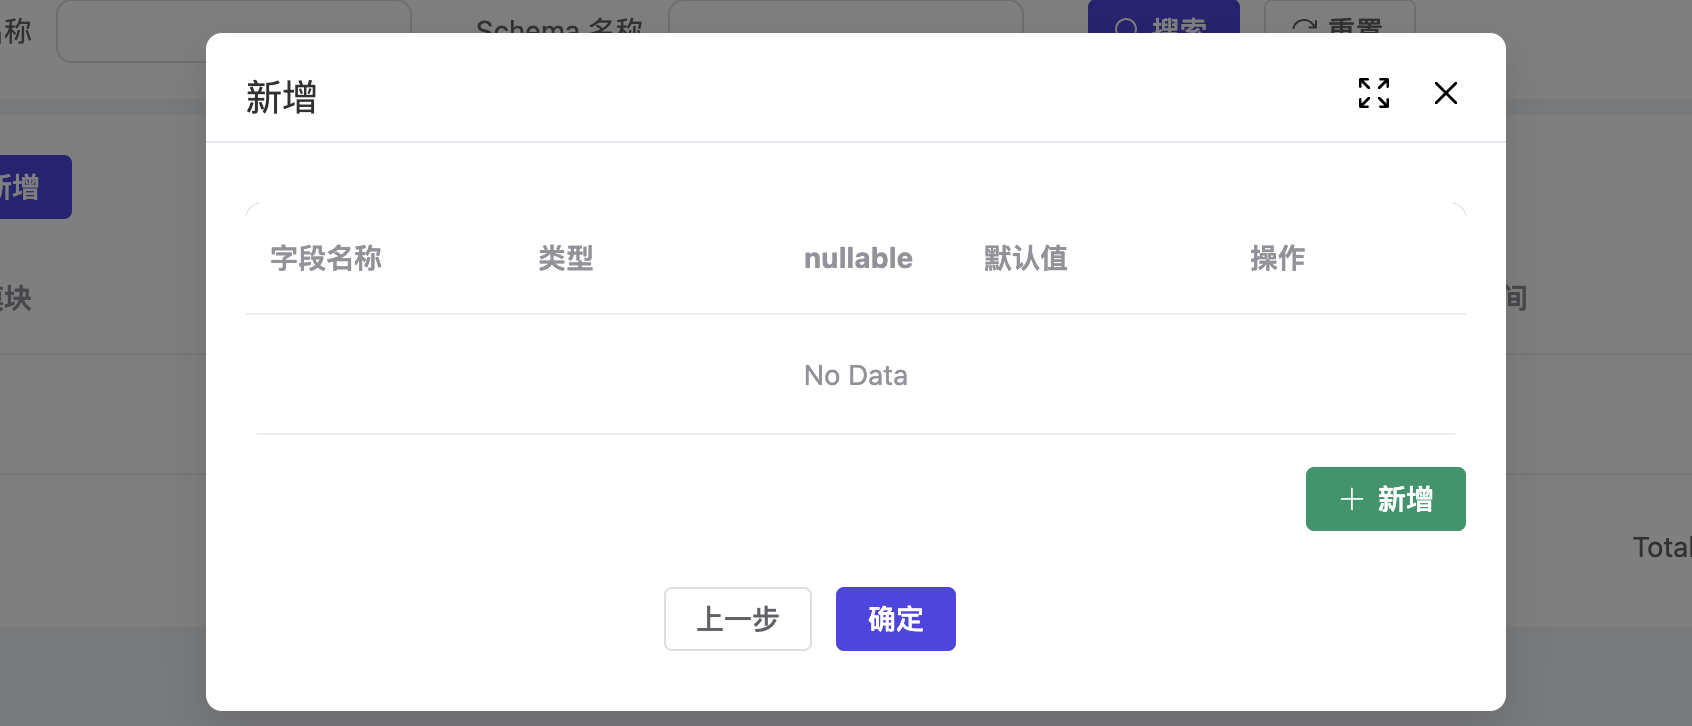 称 Schema 名称 搜索 重置
新增
新增
字段名称 类型 nullable 默认值 操作
块 间
No Data
新增
Total
上一步 确定